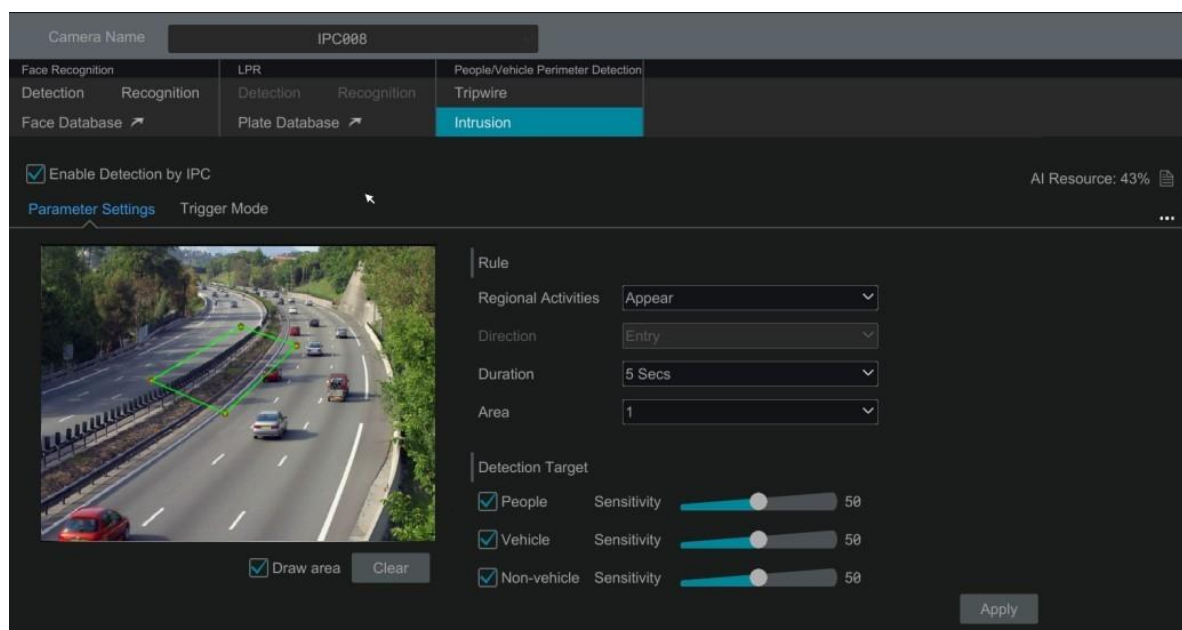 Camera Name IPC008
Face Recognition LPR People/Vehicle Perimeter Detection
Detection Recognition Detection Recognition Tripwire
Face Database Plate Database Intrusion
Enable Detection by IPC AI Resource: 43%
Parameter Settings Trigger Mode ...
Rule
Regional Activities Appear
Direction Entry
Duration 5 Secs
Area 1
Detection Target
People Sensitivity 50
Vehicle Sensitivity 50
Draw area Clear
Non-vehicle Sensitivity 50
Apply